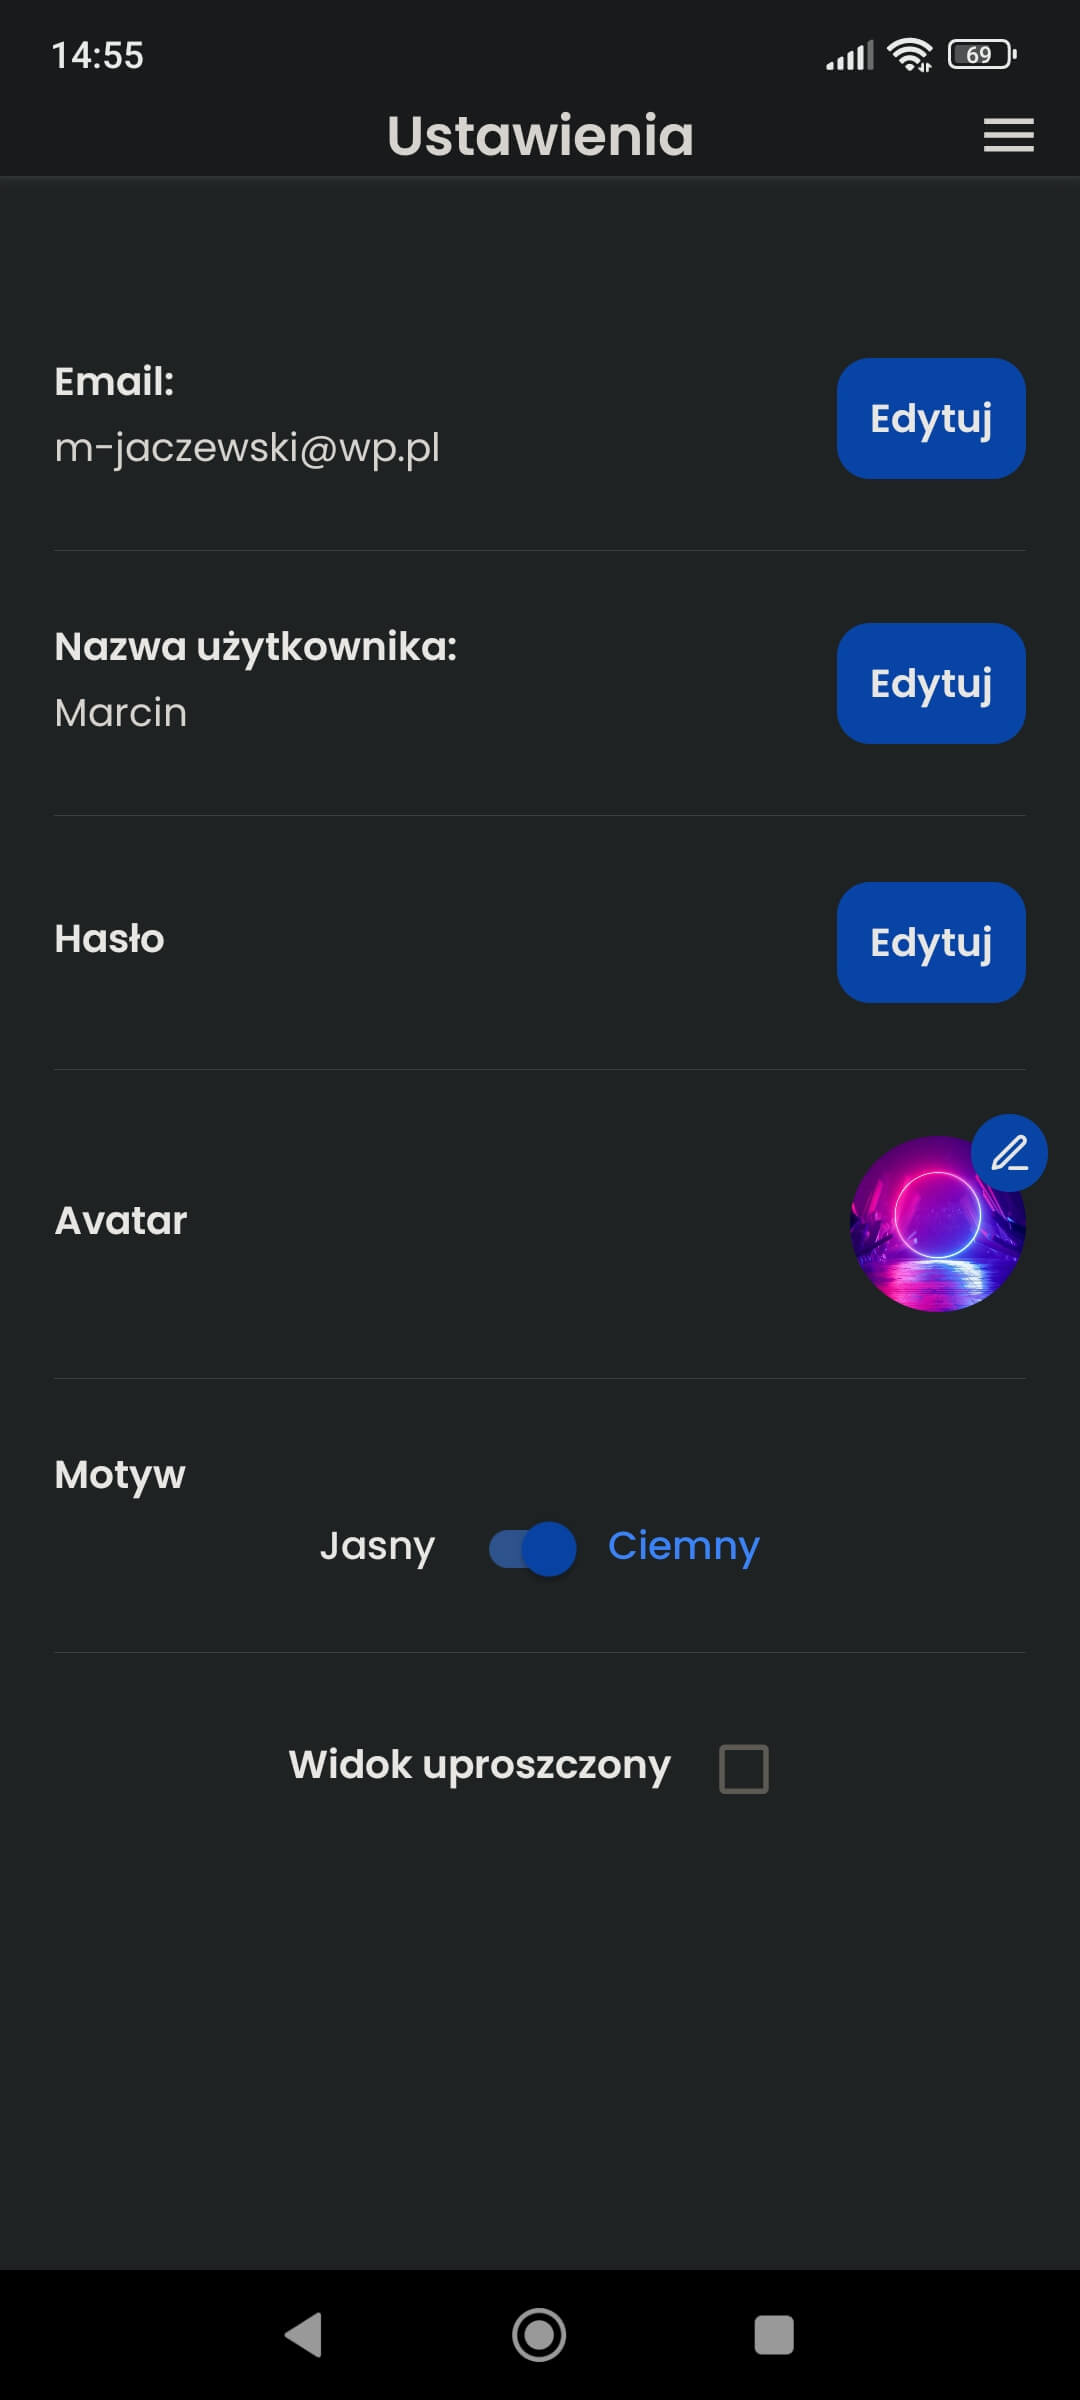 14:55
69
Ustawienia
Email:
m-jaczewski@wp.pl
Edytuj
Nazwa użytkownika:
Marcin
Edytuj
Hasło
Edytuj
Avatar
Motyw
Jasny
Ciemny
Widok uproszczony